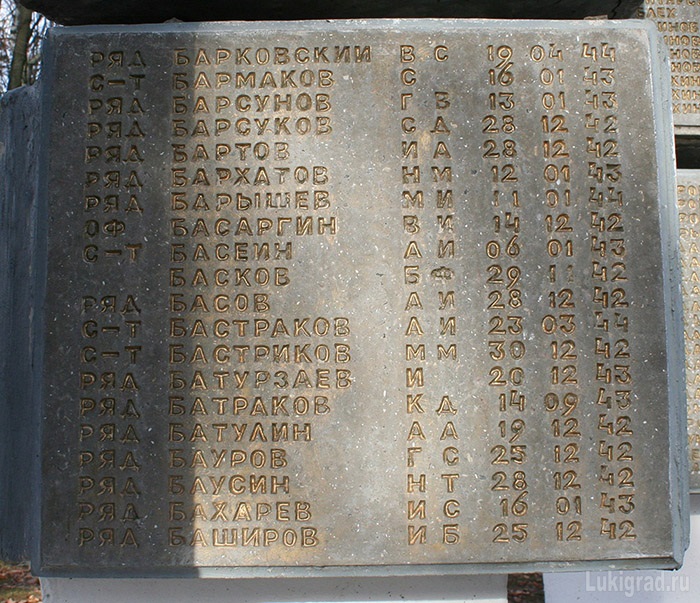 РЯД БАРКОВСКИИ В С 19 04 44
С-Т БАРМАКОВ С 16 01 43
РЯД БАРСУНОВ Г В 13 01 43
РЯД БАРСУКОВ С Д 28 12 42
РЯД БАРТОВ И А 28 12 42
РЯД БАРХАТОВ Н М 12 01 43
РЯД БАРЫШЕВ М И 11 01 44
ОФ БАСАРГИН В И 14 12 42
С-Т БАСЕИН А И 06 01 43
БАСКОВ Б Ф 29 11 42
РЯД БАСОВ А И 28 12 42
С-Т БАСТРАКОВ А И 23 03 44
С-Т БАСТРИКОВ М М 30 12 42
РЯД БАТУРЗАЕВ И 20 12 43
РЯД БАТРАКОВ К Д 14 09 43
РЯД БАТУЛИН А А 19 12 42
РЯД БАУРОВ Г С 25 12 42
РЯД БАУСИН Н Т 28 12 42
РЯД БАХАРЕВ И С 16 01 43
РЯД БАШИРОВ И Б 25 12 42
Lukigrad.ru